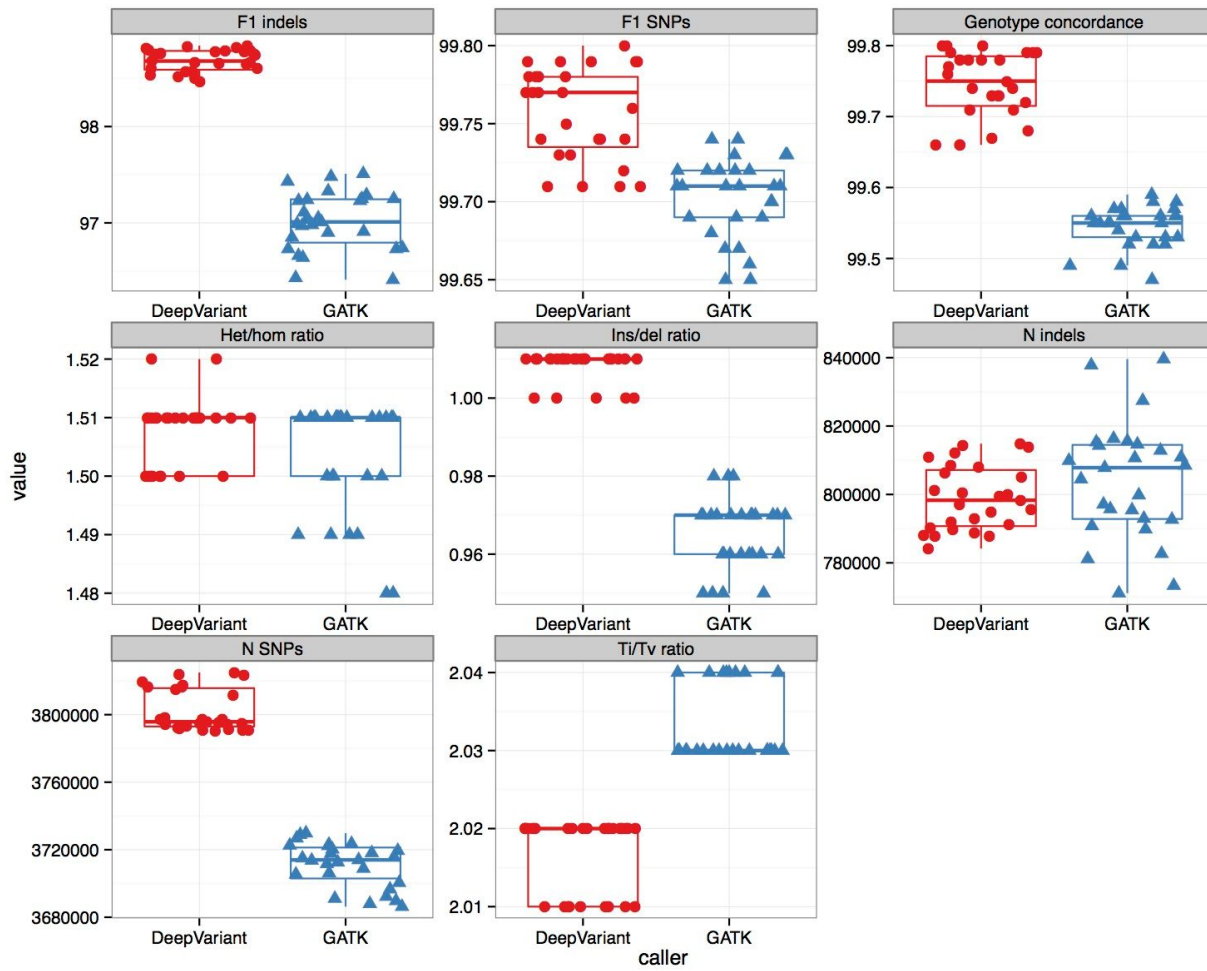 F1 indels
F1 SNPs
Genotype concordance
98
97
99.80
99.75
99.70
99.65
99.8
99.7
99.6
99.5
DeepVariant GATK
DeepVariant GATK
DeepVariant GATK
Het/hom ratio
Ins/del ratio
N indels
value
1.52
1.51
1.50
1.49
1.48
1.00
0.98
0.96
840000
820000
800000
780000
DeepVariant GATK
DeepVariant GATK
DeepVariant GATK
N SNPs
Ti/Tv ratio
3800000
3760000
3720000
3680000
2.04
2.03
2.02
2.01
DeepVariant GATK
DeepVariant GATK
caller